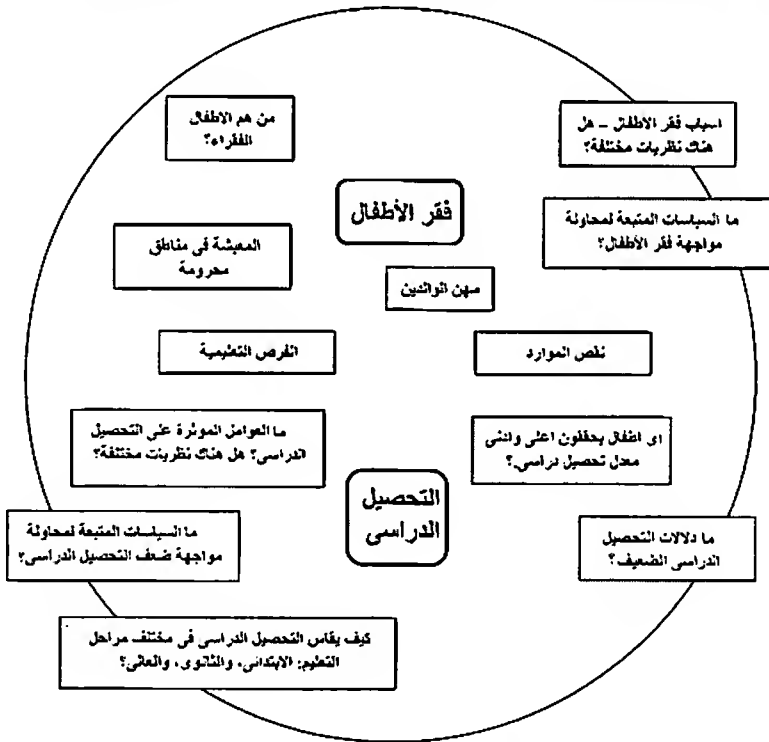 من هم الاطفال
الفقراء؟
اسباب فقر الاطفال – هل
هناك نظريات مختلفة؟
فقر الأطفال
ما السياسات المتبعة لمحاولة
مواجهة فقر الأطفال؟
المعيشة فى مناطق
محرومة
مهن الوالدين
الفرص التعليمية
نقص الموارد
ما العوامل الموثرة على التحصيل
الدراسى؟ هل هناك نظريات مختلفة؟
اى اطفال يحققون اعلى وادنى
معدل تحصيل دراسى؟
التحصيل
الدراسى
ما السياسات المتبعة لمحاولة
مواجهة ضعف التحصيل الدراسى؟
ما دلالات التحصيل
الدراسى الضعيف؟
كيف يقاس التحصيل الدراسى فى مختلف مراحل
التعليم: الابتدائى، والثانوى، والعالى؟